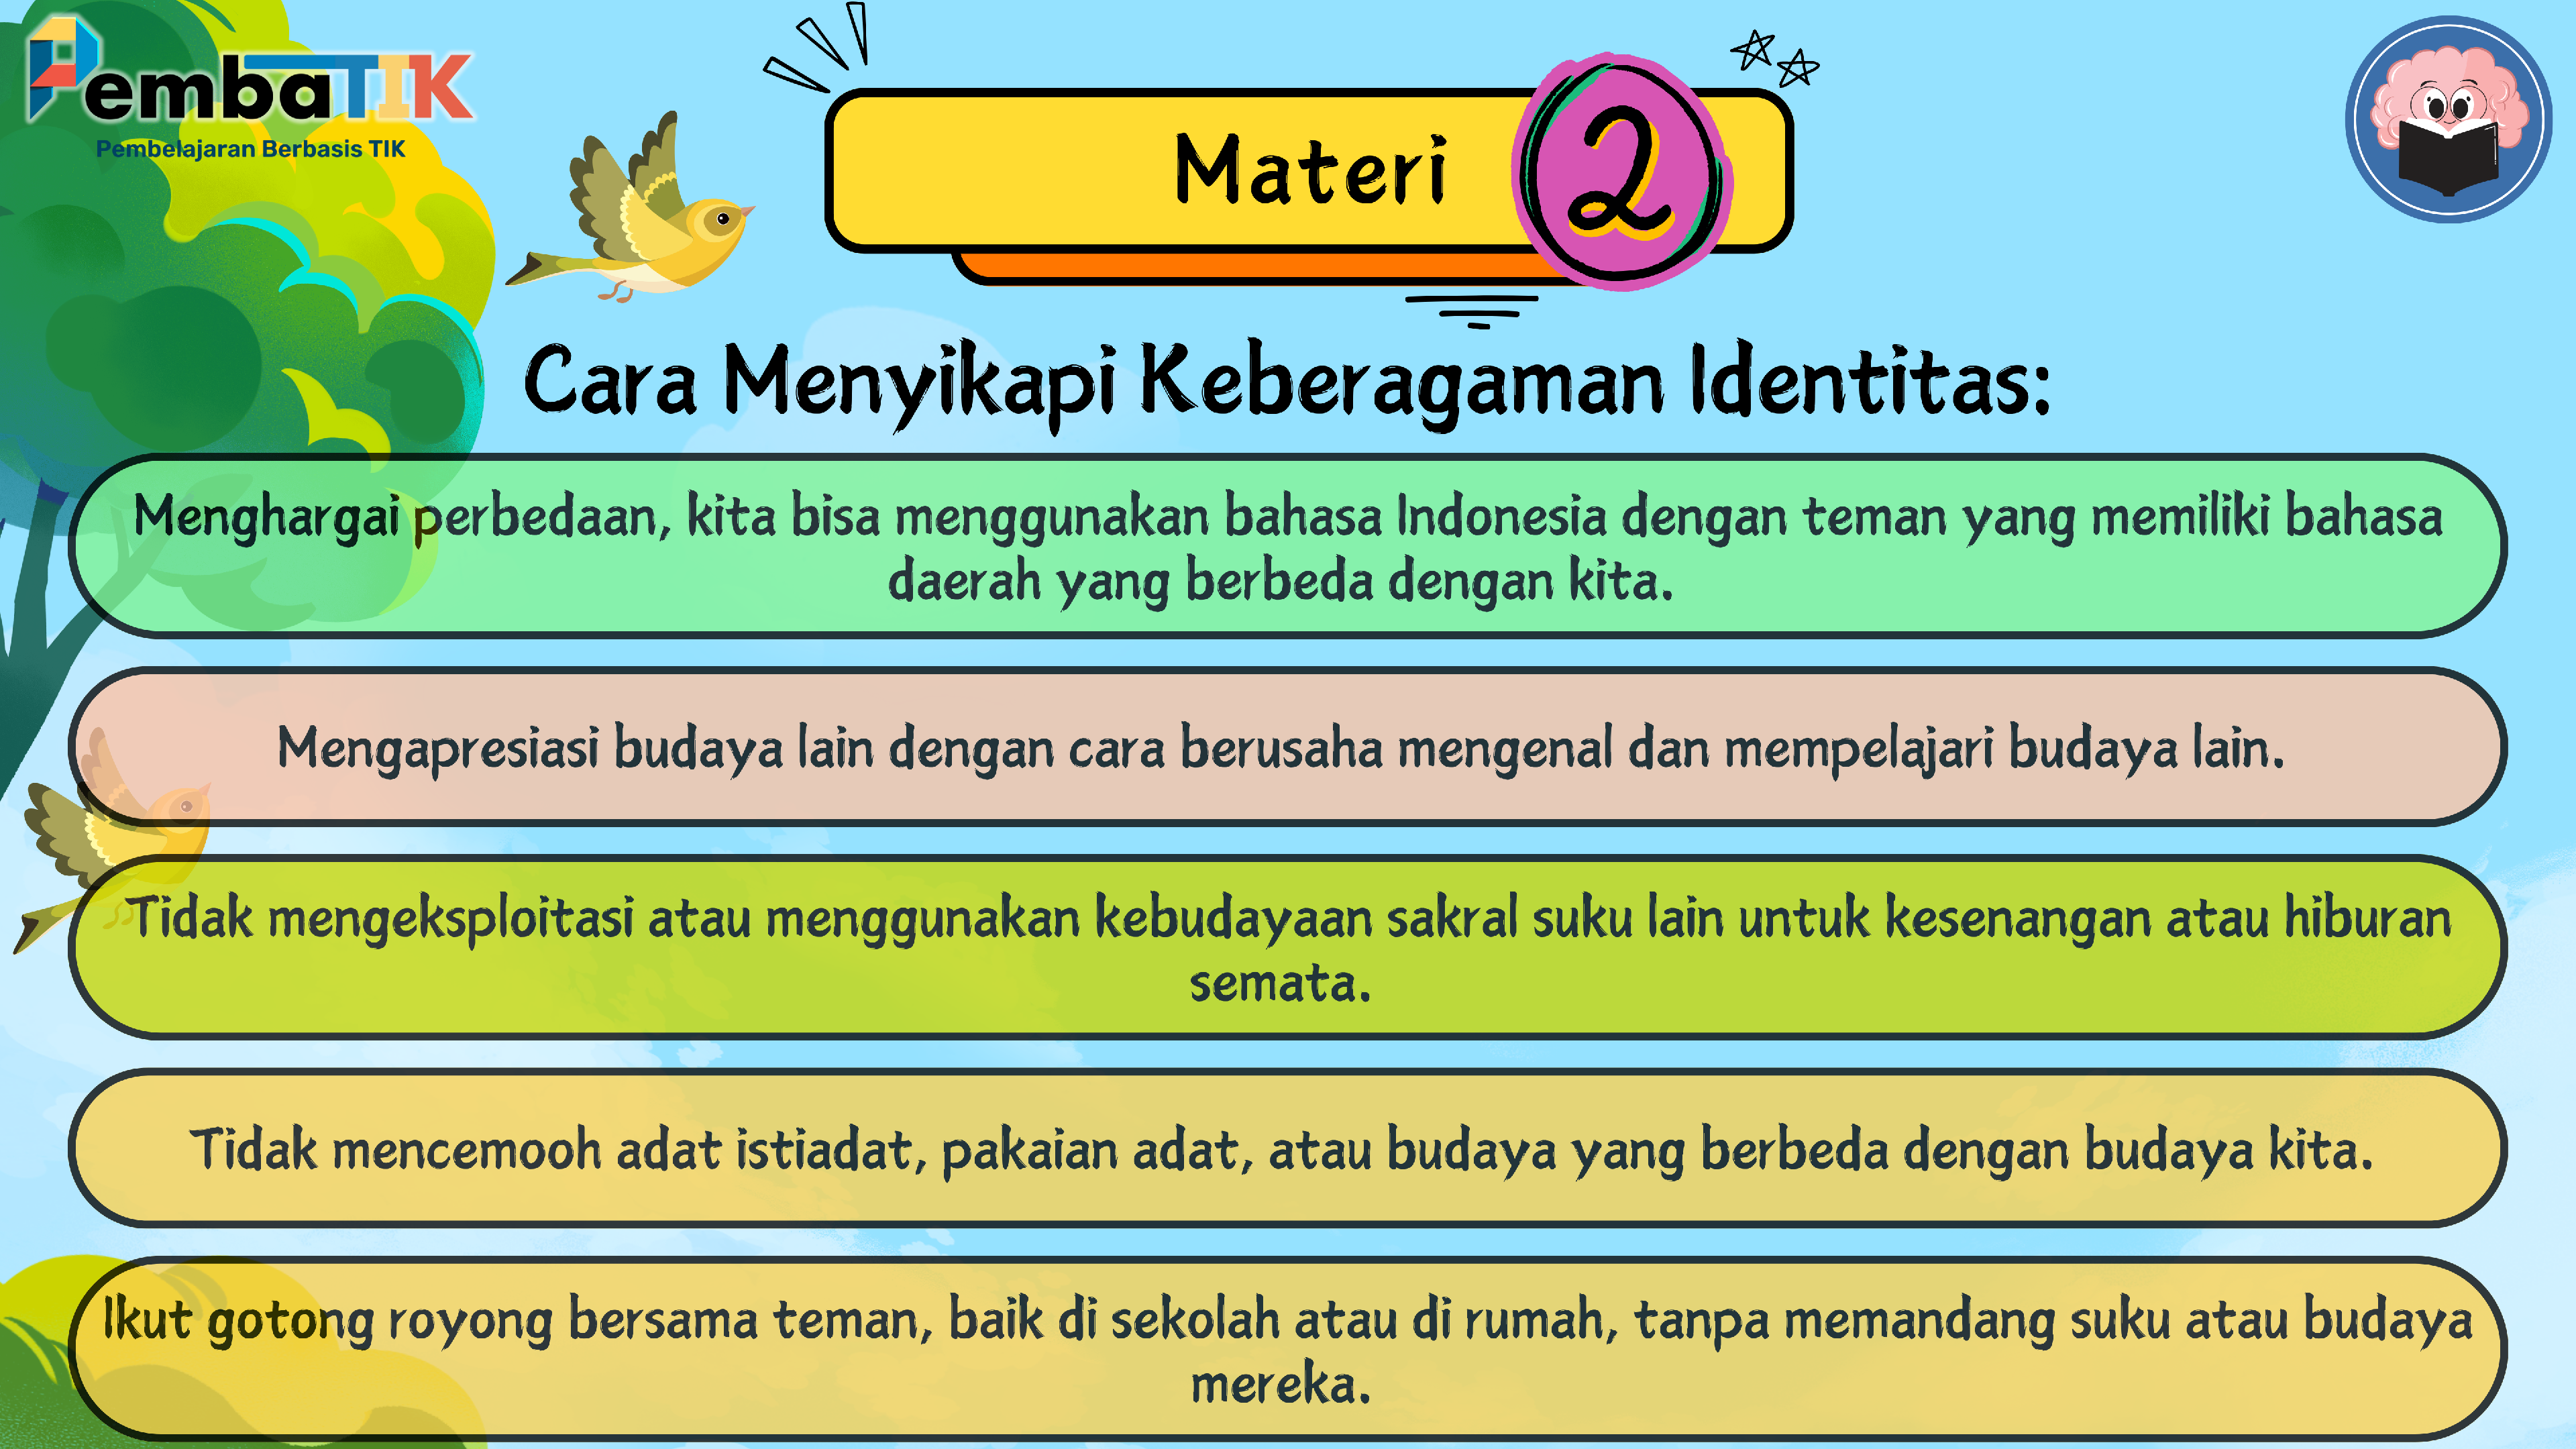 PembaTIK
Pembelajaran Berbasis TIK
Materi 2
Cara Menyikapi Keberagaman Identitas:
Menghargai perbedaan, kita bisa menggunakan bahasa Indonesia dengan teman yang memiliki bahasa
daerah yang berbeda dengan kita.
Mengapresiasi budaya lain dengan cara berusaha mengenal dan mempelajari budaya lain.
Tidak mengeksploitasi atau menggunakan kebudayaan sakral suku lain untuk kesenangan atau hiburan
semata.
Tidak mencemooh adat istiadat, pakaian adat, atau budaya yang berbeda dengan budaya kita.
Ikut gotong royong bersama teman, baik di sekolah atau di rumah, tanpa memandang suku atau budaya
mereka.